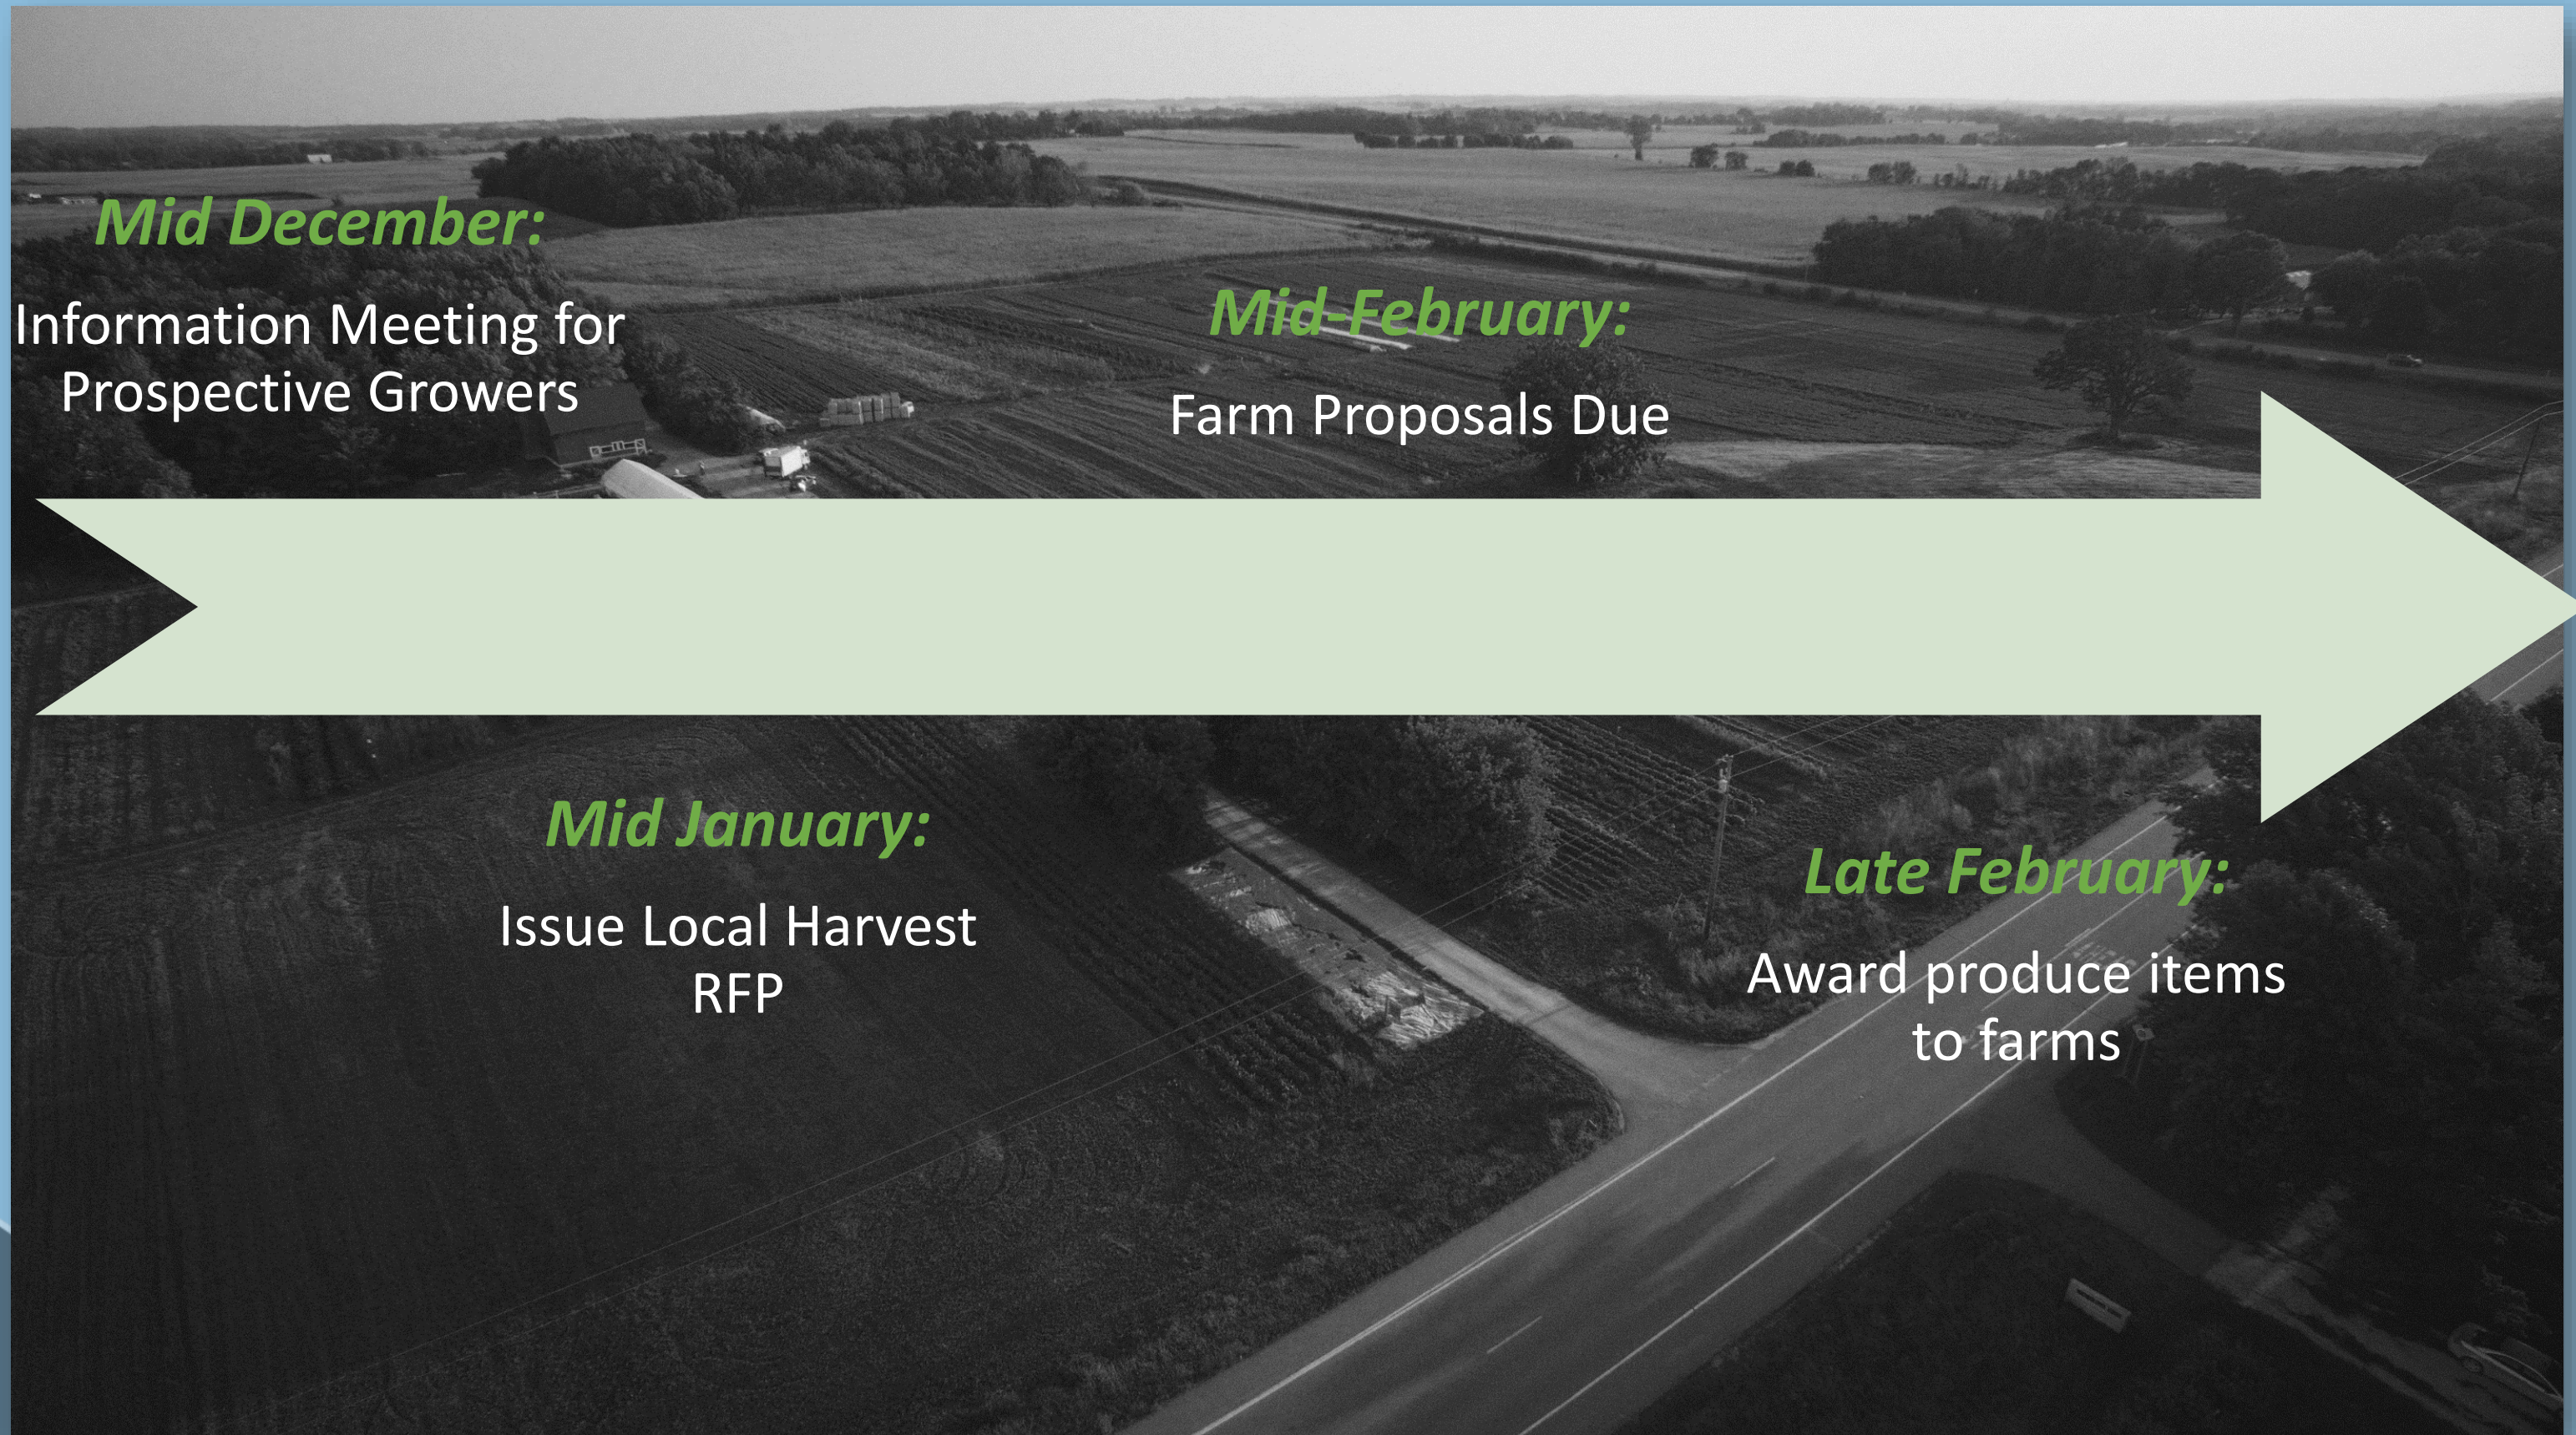 Mid December:
Information Meeting for
Prospective Growers
Mid January:
Issue Local Harvest
RFP
Mid-February:
Farm Proposals Due
Late February:
Award produce items
to farms